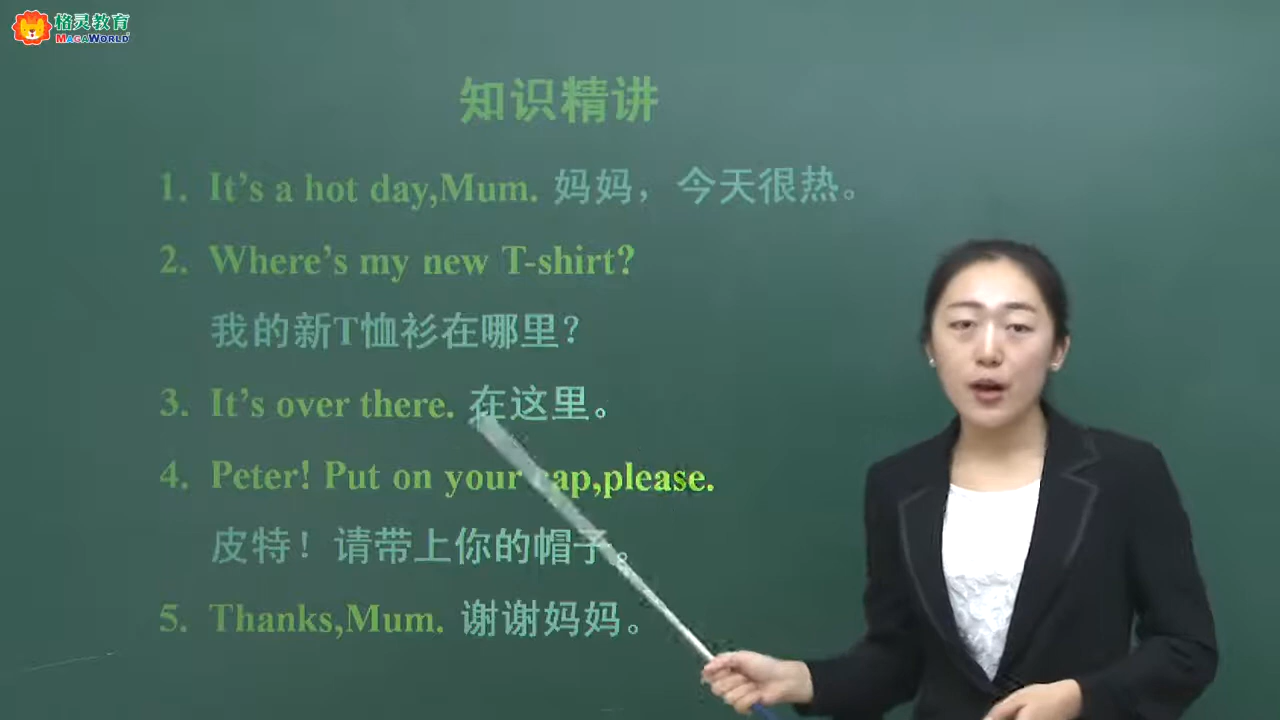 格灵教育
MAGAWORLD
知识精讲
1. It's a hot day,Mum. 妈妈，今天很热。
2. Where's my new T-shirt?
我的新T恤衫在哪里？
3. It's over there. 在这里。
4. Peter! Put on your cap,please.
皮特！请带上你的帽子。
5. Thanks,Mum. 谢谢妈妈。